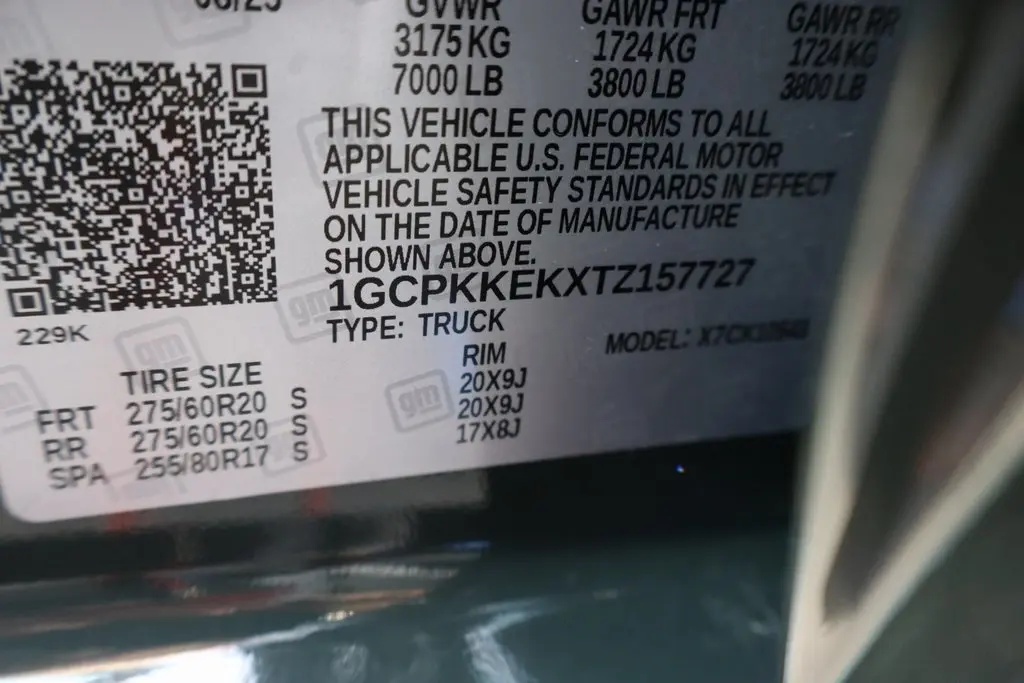 GVWR GAWR FRT GAWR RR
3175 KG 1724 KG 1724 KG
7000 LB 3800 LB 3800 LB
THIS VEHICLE CONFORMS TO ALL
APPLICABLE U.S. FEDERAL MOTOR
VEHICLE SAFETY STANDARDS IN EFFECT
ON THE DATE OF MANUFACTURE
SHOWN ABOVE.
1GCPKKEKXTZ157727
TYPE: TRUCK
MODEL:
229K
TIRE SIZE RIM
FRT 275/60R20 S 20X9J
RR 275/60R20 S 20X9J
SPA 255/80R17 S 17X8J
gm
gm
gm